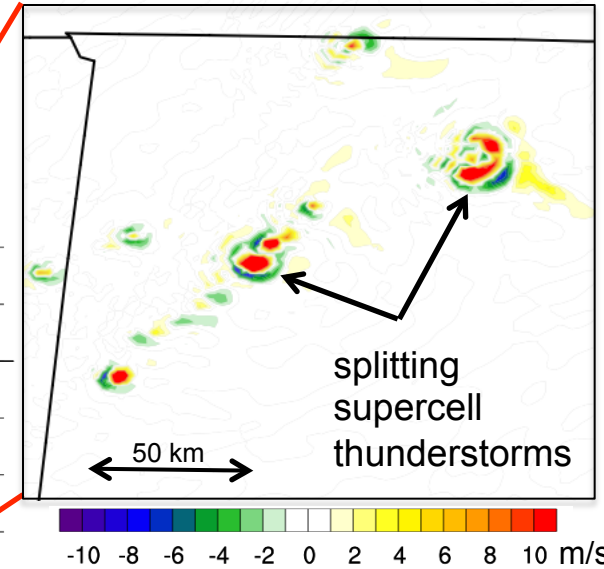 splitting
supercell
thunderstorms
50 km
-10 -8 -6 -4 -2 0 2 4 6 8 10 m/s